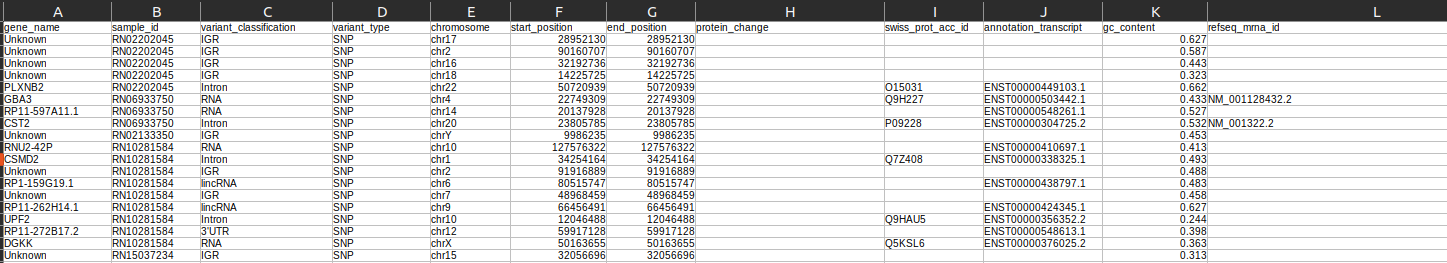 A B C D E F G H I J K L
gene_name sample_id variant_classification variant_type chromosome start_position end_position protein_change swiss_prot_acc_id annotation_transcript gc_content refseq_mrna_id
Unknown RN02202045 IGR SNP chr17 28952130 28952130 0.627
Unknown RN02202045 IGR SNP chr2 90160707 90160707 0.587
Unknown RN02202045 IGR SNP chr16 32192736 32192736 0.443
Unknown RN02202045 IGR SNP chr18 14225725 14225725 0.323
PLXNB2 RN02202045 Intron SNP chr22 50720939 50720939 O15031 ENST00000449103.1 0.662
GBA3 RN06933750 RNA SNP chr4 22749309 22749309 Q9H227 ENST00000503442.1 0.433 NM_001128432.2
RP11-597A11.1 RN06933750 RNA SNP chr14 20137928 20137928 ENST00000548261.1 0.527
CST2 RN06933750 Intron SNP chr20 23805785 23805785 P09228 ENST00000304725.2 0.532 NM_001322.2
Unknown RN02133350 IGR SNP chrY 9986235 9986235 0.453
RNU2-42P RN10281584 RNA SNP chr10 127576322 127576322 ENST00000410697.1 0.413
CSMD2 RN10281584 Intron SNP chr1 34254164 34254164 Q7Z408 ENST00000338325.1 0.493
Unknown RN10281584 IGR SNP chr2 91916889 91916889 0.488
RP1-159G19.1 RN10281584 lincRNA SNP chr6 80515747 80515747 ENST00000438797.1 0.483
Unknown RN10281584 IGR SNP chr7 48968459 48968459 0.458
RP11-262H14.1 RN10281584 lincRNA SNP chr9 66456491 66456491 ENST00000424345.1 0.627
UPF2 RN10281584 Intron SNP chr10 12046488 12046488 Q9HAU5 ENST00000356352.2 0.244
RP11-272B17.2 RN10281584 3'UTR SNP chr12 59917128 59917128 ENST00000548613.1 0.398
DGKK RN10281584 RNA SNP chrX 50163655 50163655 Q5KSL6 ENST00000376025.2 0.363
Unknown RN15037234 IGR SNP chr15 32056696 32056696 0.313